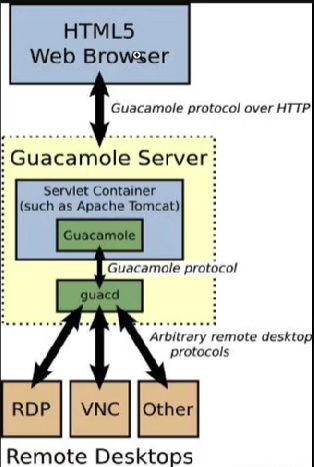 HTML5
Web Browser
Guacamole protocol over HTTP
Guacamole Server
Servlet Container
(such as Apache Tomcat)
Guacamole
Guacamole protocol
guacd
Arbitrary remote desktop
protocols
RDP
VNC
Other
Remote Desktops